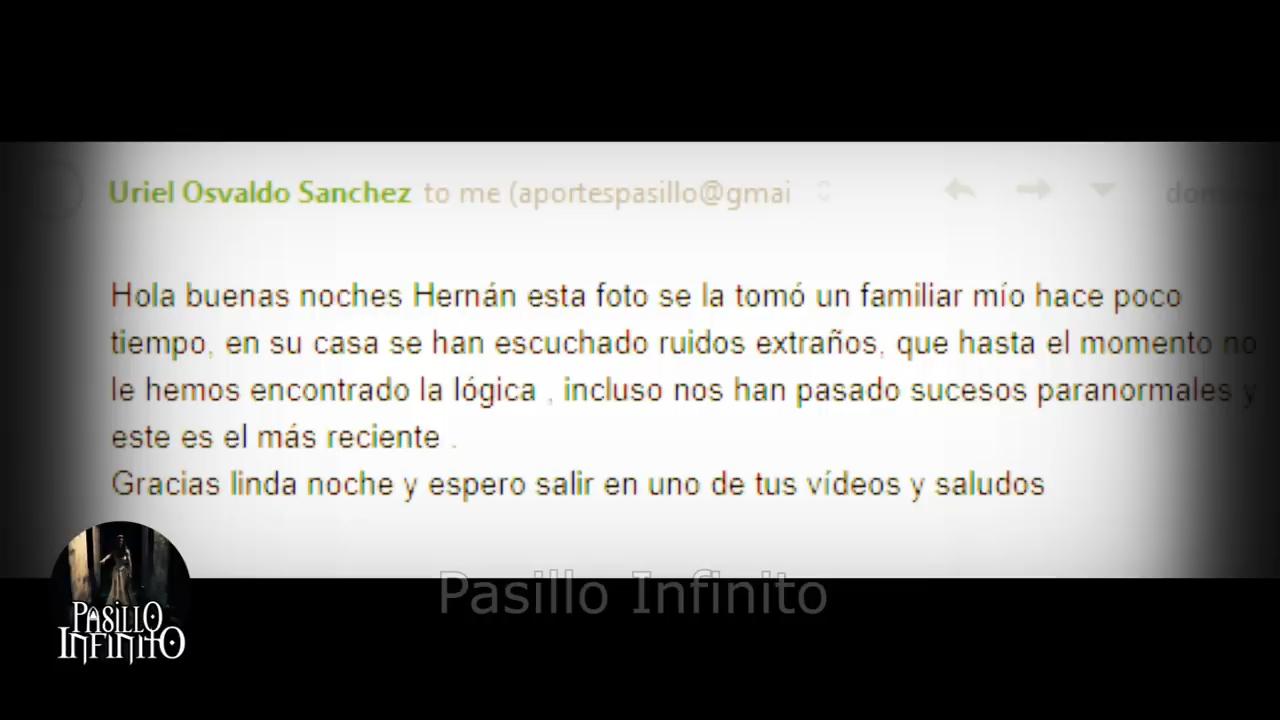 Uriel Osvaldo Sanchez to me (aportespasillo@gmai
Hola buenas noches Hernán esta foto se la tomó un familiar mío hace poco
tiempo, en su casa se han escuchado ruidos extraños, que hasta el momento no
le hemos encontrado la lógica , incluso nos han pasado sucesos paranormales y
este es el más reciente .
Gracias linda noche y espero salir en uno de tus vídeos y saludos
Pasillo Infinito
PASILLO
INFINITO